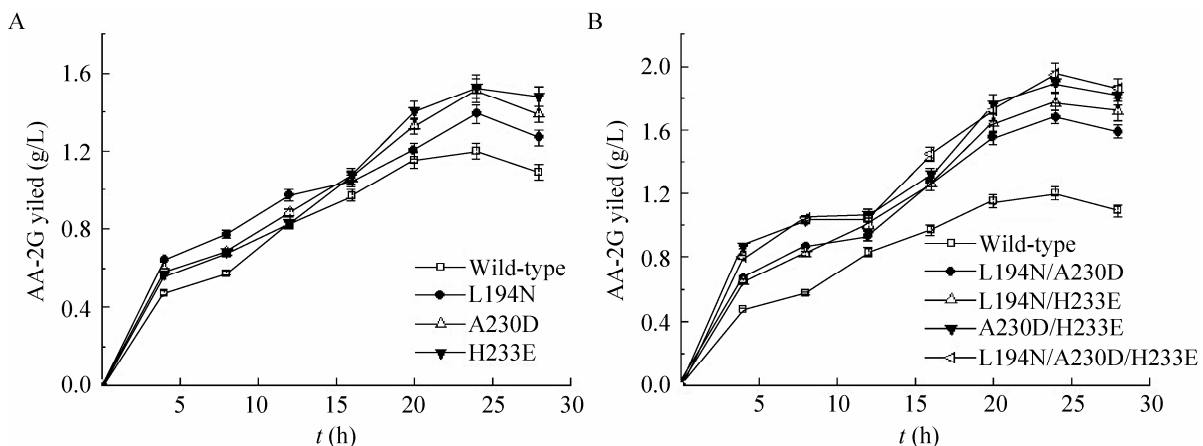 A
AA-2G yiled (g/L)
1.6
1.2
0.8
0.4
0.0
5
10
15
20
25
30
t (h)
Wild-type
L194N
A230D
H233E
B
AA-2G yiled (g/L)
2.0
1.6
1.2
0.8
0.4
0.0
5
10
15
20
25
30
t (h)
Wild-type
L194N/A230D
L194N/H233E
A230D/H233E
L194N/A230D/H233E